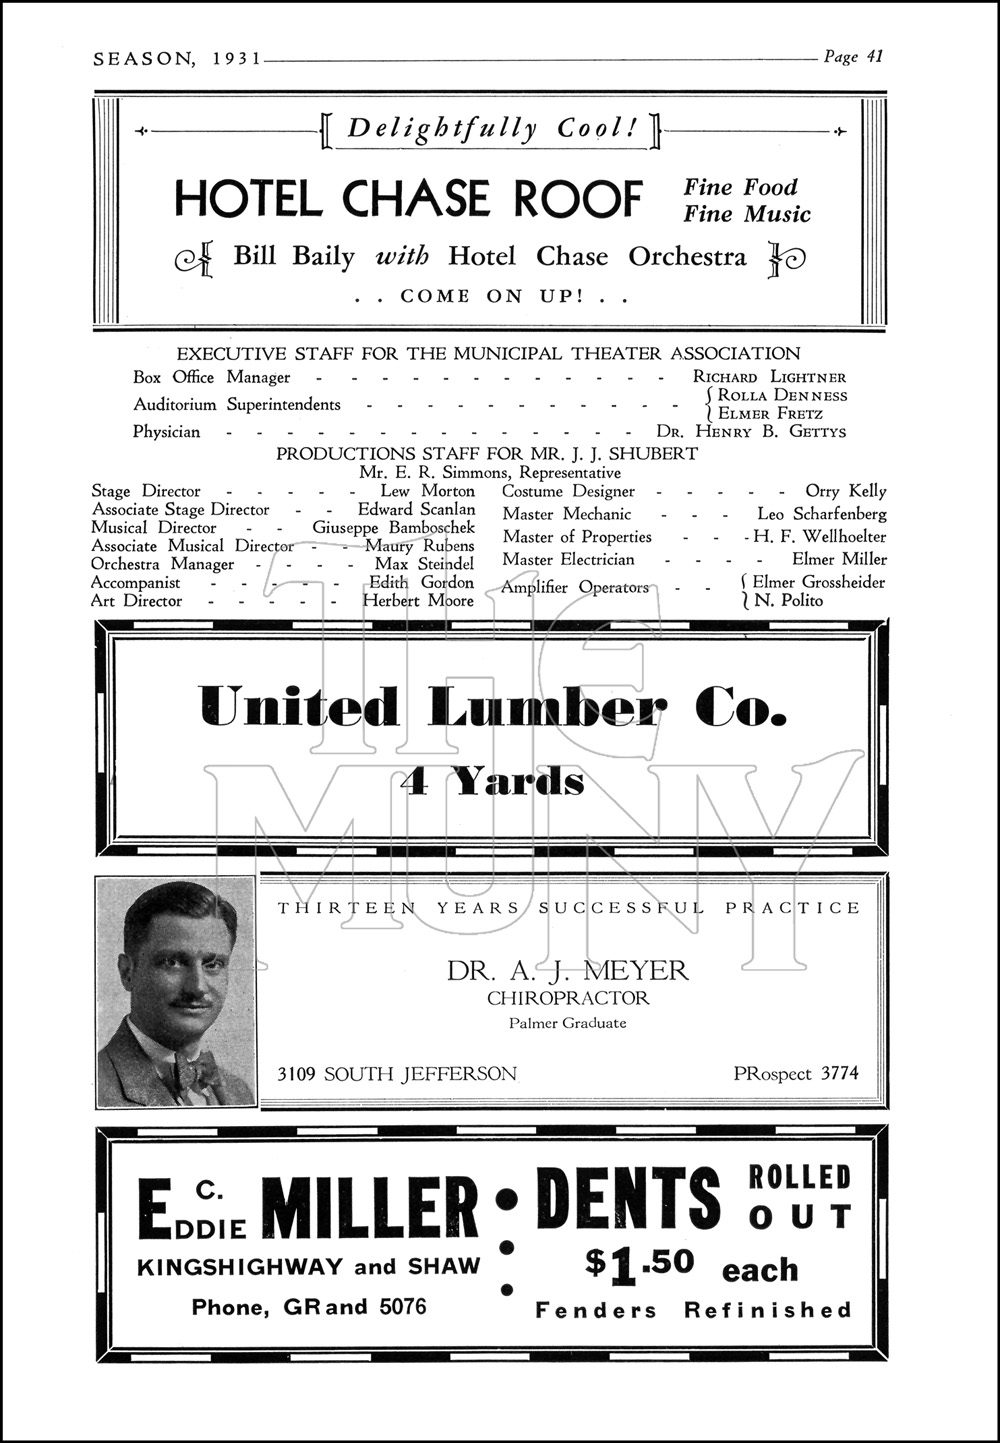 SEASON, 1931 Page 41
Delightfully Cool!
HOTEL CHASE ROOF
Fine Food
Fine Music
Bill Baily with Hotel Chase Orchestra
. . COME ON UP! . .
EXECUTIVE STAFF FOR THE MUNICIPAL THEATER ASSOCIATION
Box Office Manager - - - - - - - - - - - - - RICHARD LIGHTNER
Auditorium Superintendents - - - - - - - - - - - - { ROLLA DENNESS
{ ELMER FRETZ
Physician - - - - - - - - - - - - - - - - DR. HENRY B. GETTYS
PRODUCTIONS STAFF FOR MR. J. J. SHUBERT
Mr. E. R. Simmons, Representative
Stage Director - - - - - Lew Morton
Associate Stage Director - - Edward Scanlan
Musical Director - - Giuseppe Bamboschek
Associate Musical Director - - Maury Rubens
Orchestra Manager - - - - Max Steindel
Accompanist - - - - - Edith Gordon
Art Director - - - - - Herbert Moore
Costume Designer - - - - - Orry Kelly
Master Mechanic - - - Leo Scharfenberg
Master of Properties - - - H. F. Wellhoelter
Master Electrician - - - - Elmer Miller
Amplifier Operators - - { Elmer Grossheider
{ N. Polito
THE
MUNY
United Lumber Co.
4 Yards
THIRTEEN YEARS SUCCESSFUL PRACTICE
DR. A. J. MEYER
CHIROPRACTOR
Palmer Graduate
3109 SOUTH JEFFERSON PRospect 3774
EDDIE C. MILLER
KINGSHIGHWAY and SHAW
Phone, GRand 5076
DENTS ROLLED OUT
$1.50 each
Fenders Refinished